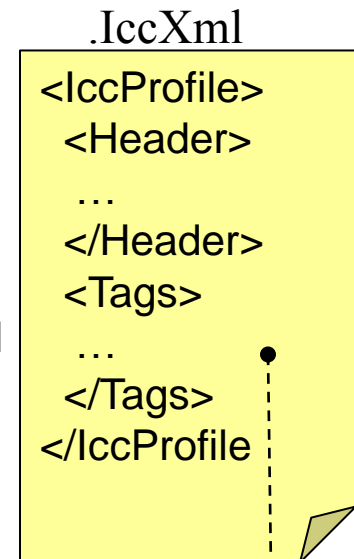 .IccXml
<IccProfile>
<Header>
…
</Header>
<Tags>
…
</Tags>
</IccProfile